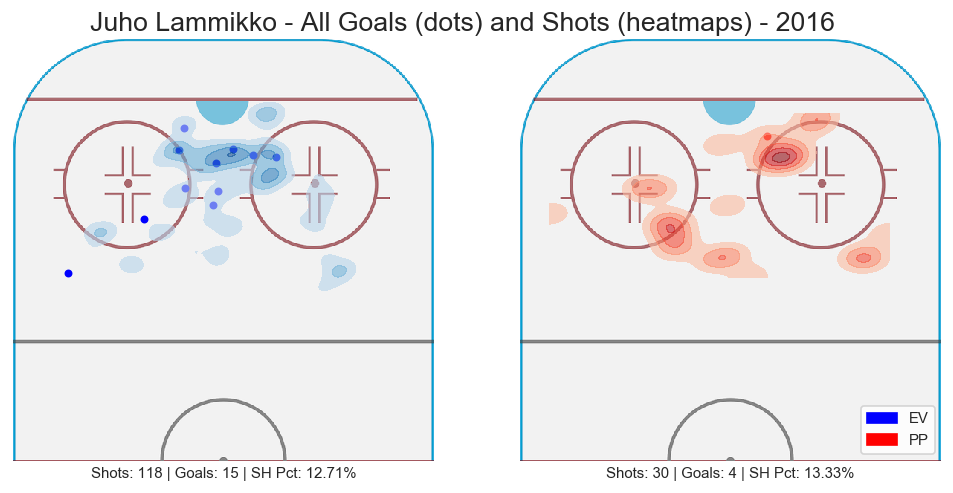 Juho Lammikko - All Goals (dots) and Shots (heatmaps) - 2016
EV
PP
Shots: 118 | Goals: 15 | SH Pct: 12.71%
Shots: 30 | Goals: 4 | SH Pct: 13.33%